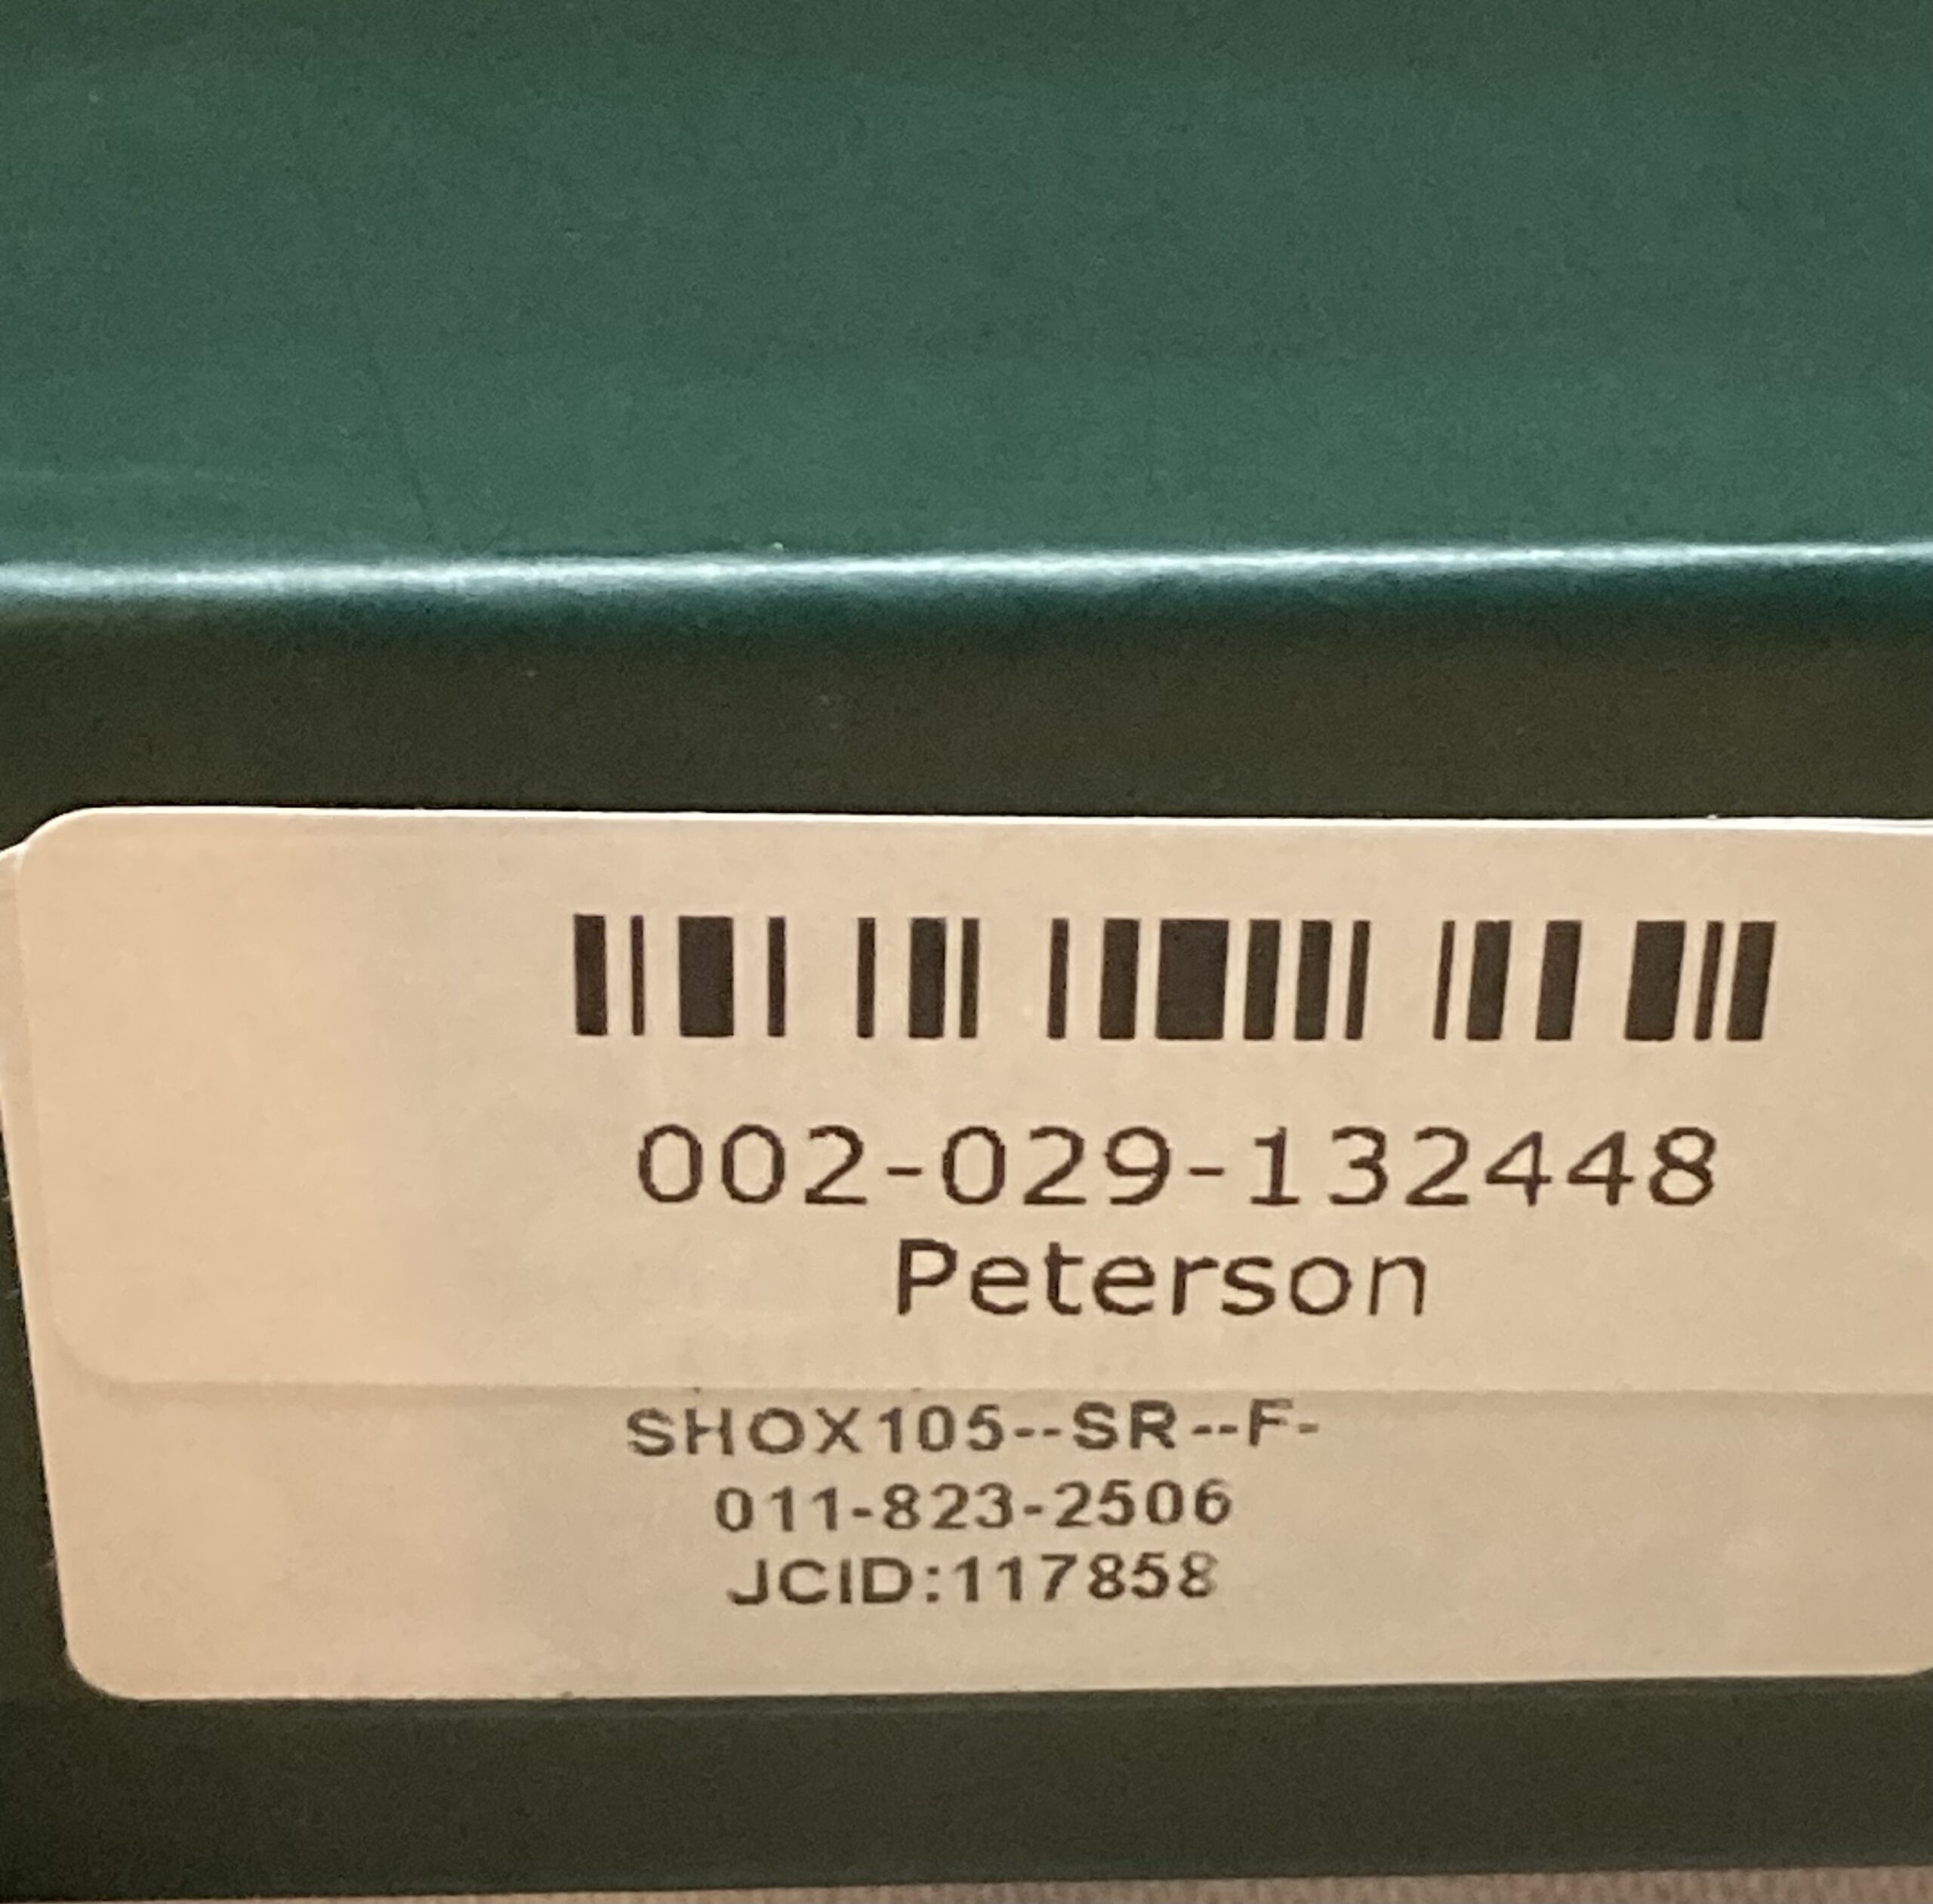 002-029-132448
Peterson
SHOX105--SR--F-
011-823-2506
JCID:117858